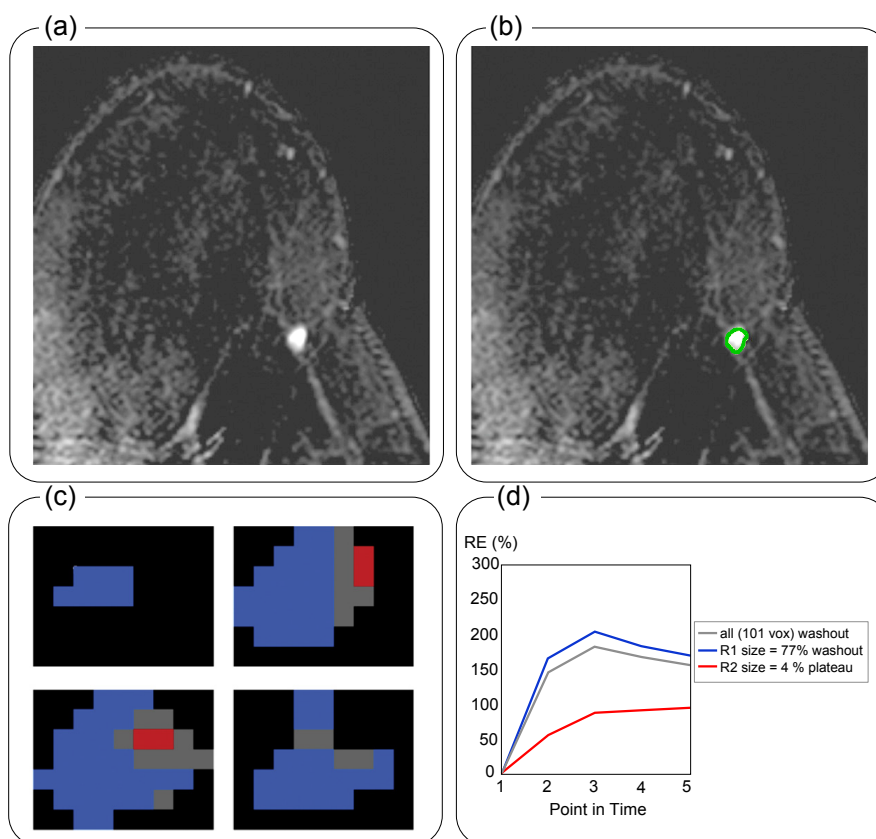 (a)
(b)
(c)
(d)
RE (%)
300
250
200
150
100
50
0
1 2 3 4 5
Point in Time
all (101 vox) washout
R1 size = 77% washout
R2 size = 4 % plateau